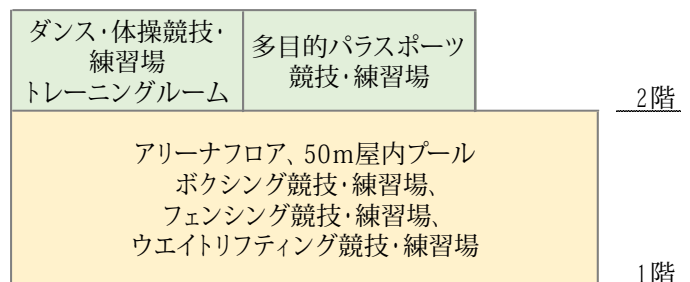 ダンス・体操競技・
練習場
トレーニングルーム
多目的パラスポーツ
競技・練習場
2階
アリーナフロア、50m屋内プール
ボクシング競技・練習場、
フェンシング競技・練習場、
ウエイトリフティング競技・練習場
1階